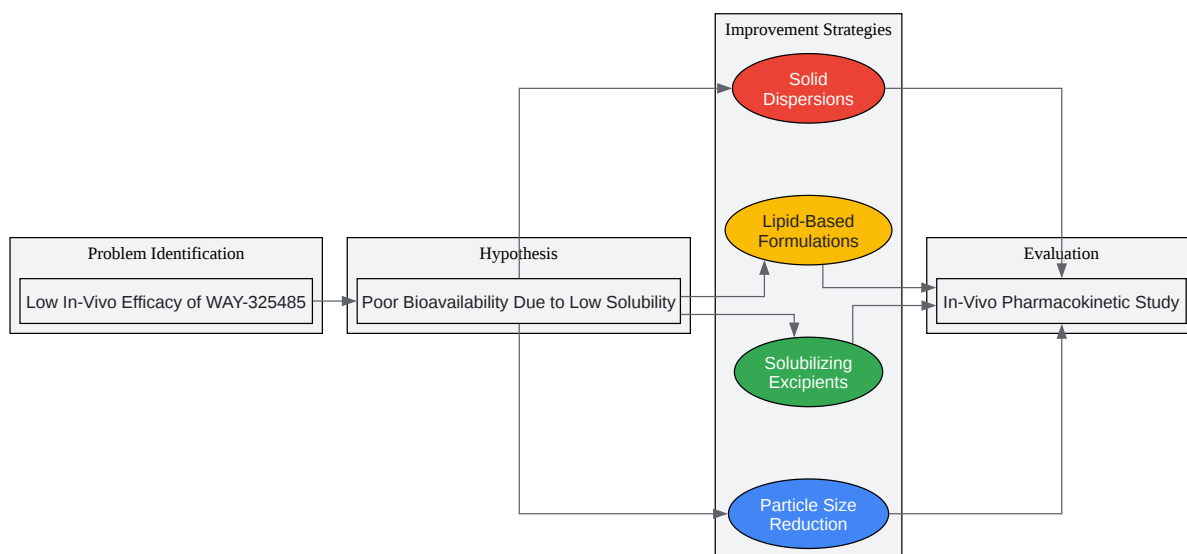 Improvement Strategies
Solid
Dispersions
Lipid-Based
Formulations
Problem Identification
Hypothesis
Evaluation
Low In-Vivo Efficacy of WAY-325485
Poor Bioavailability Due to Low Solubility
In-Vivo Pharmacokinetic Study
Solubilizing
Excipients
Particle Size
Reduction